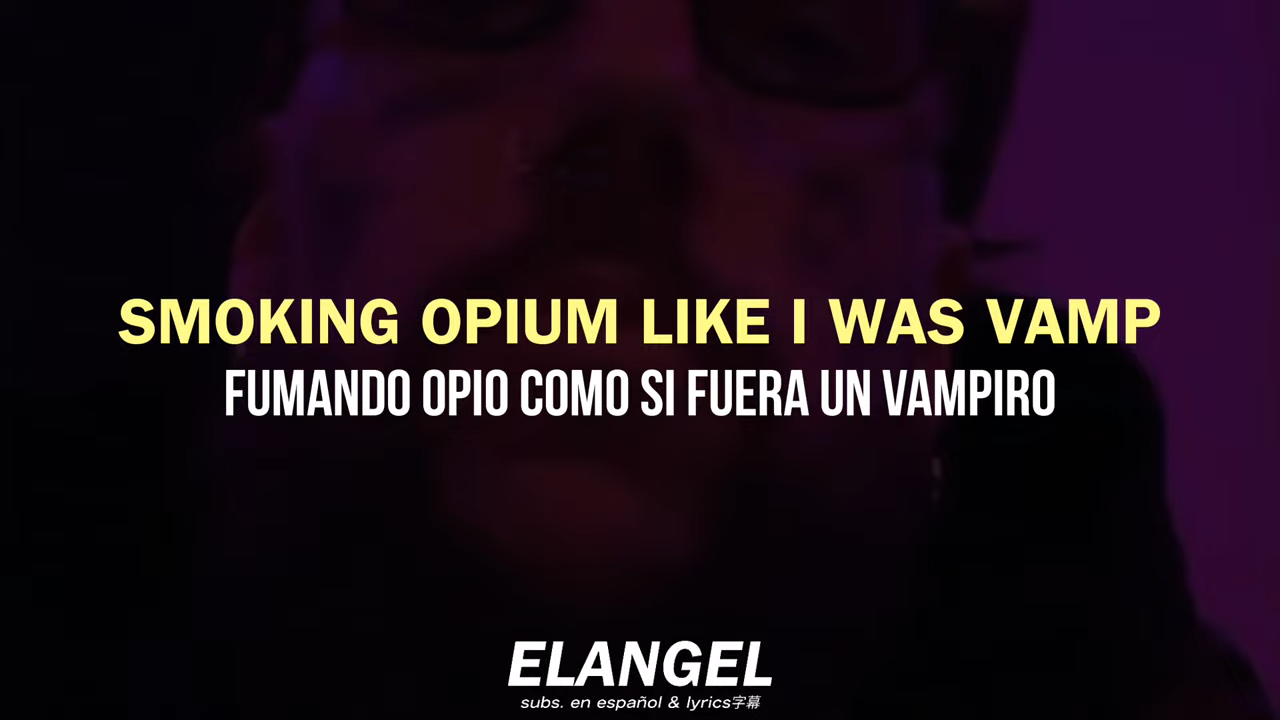 SMOKING OPIUM LIKE I WAS VAMP
FUMANDO OPIO COMO SI FUERA UN VAMPIRO
ELANGEL
subs. en español & lyrics字幕